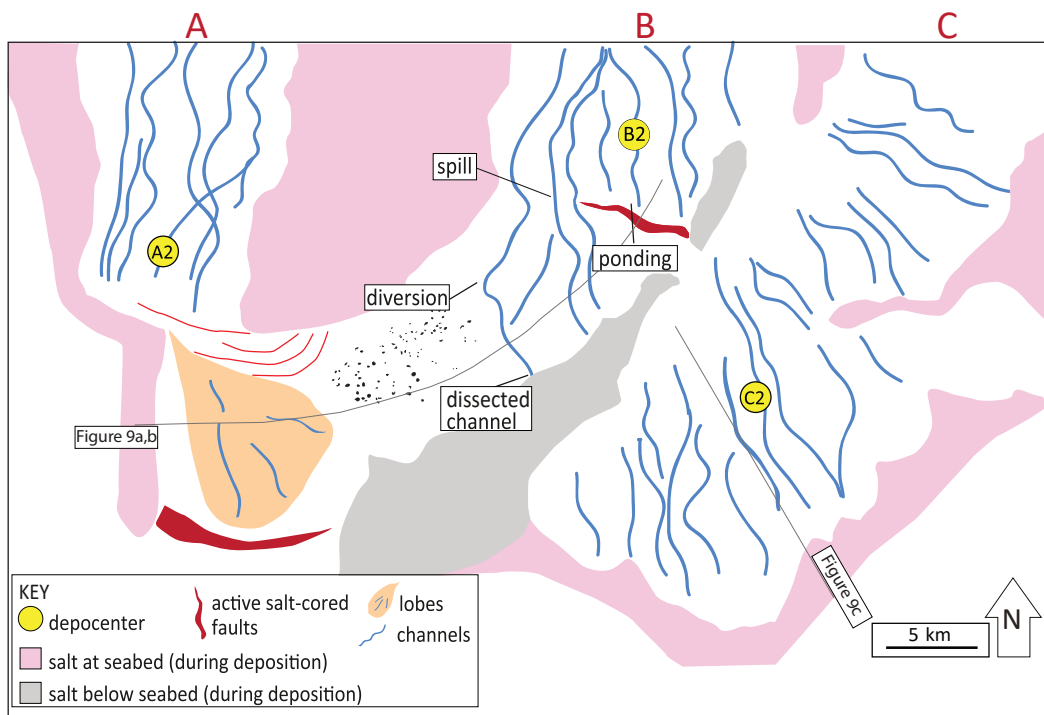 A
B
C
B2
spill
A2
ponding
diversion
C2
dissected
channel
Figure 9a,b
Figure 9c
KEY
depocenter
active salt-cored
faults
lobes
channels
salt at seabed (during deposition)
salt below seabed (during deposition)
5 km
N